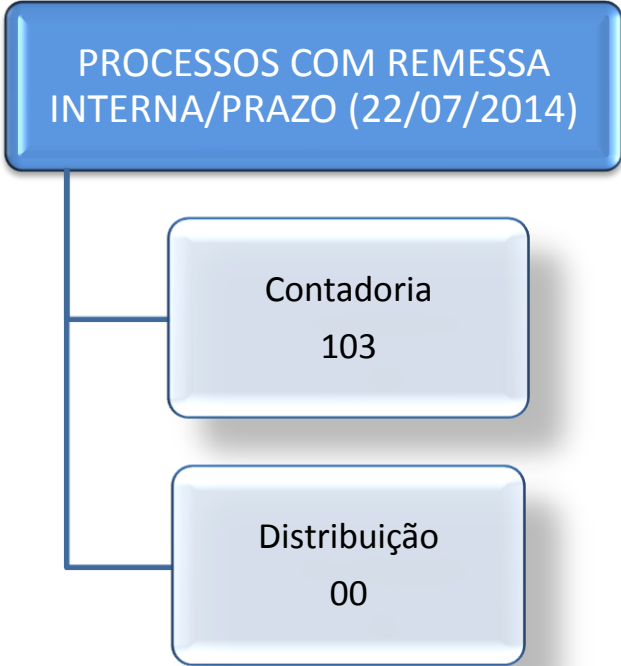 PROCESSOS COM REMESSA
INTERNA/PRAZO (22/07/2014)
Contadoria
103
Distribuição
00